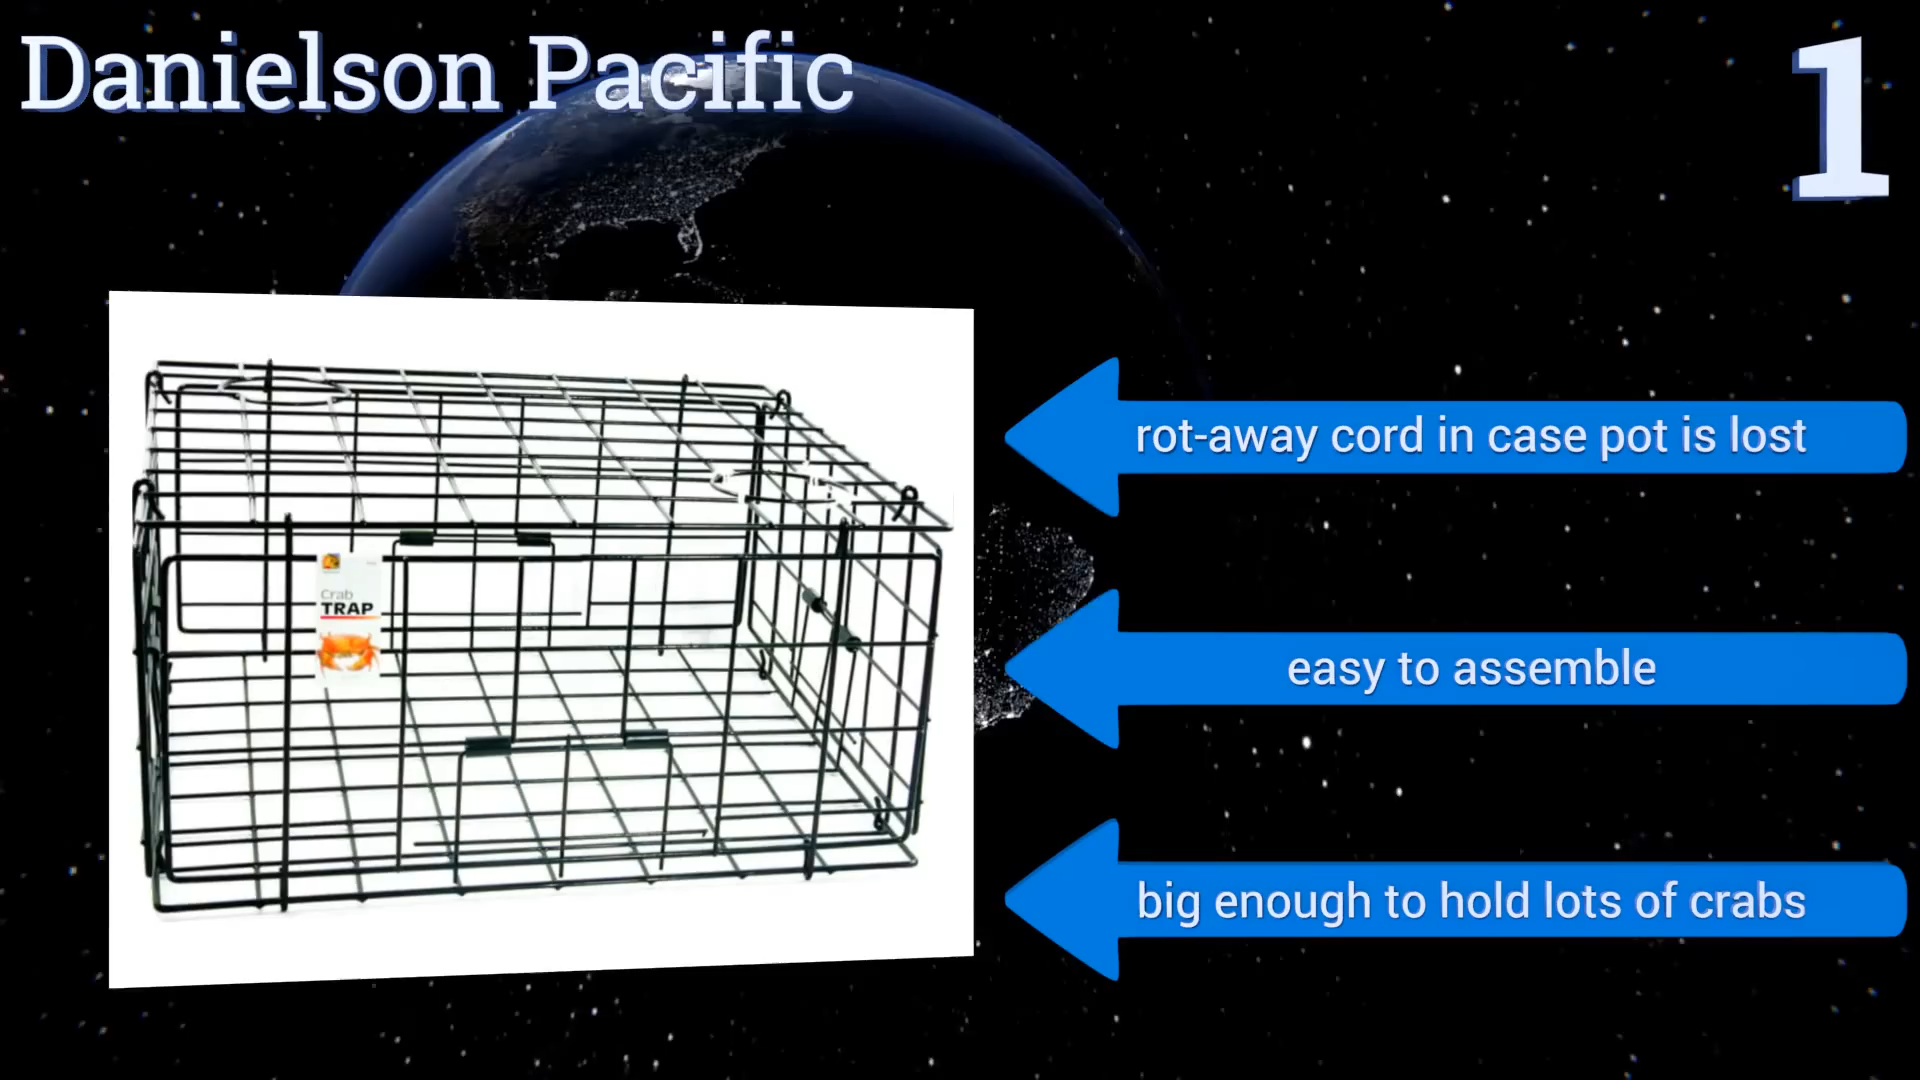 Danielson Pacific
1
rot-away cord in case pot is lost
Crab
TRAP
easy to assemble
big enough to hold lots of crabs